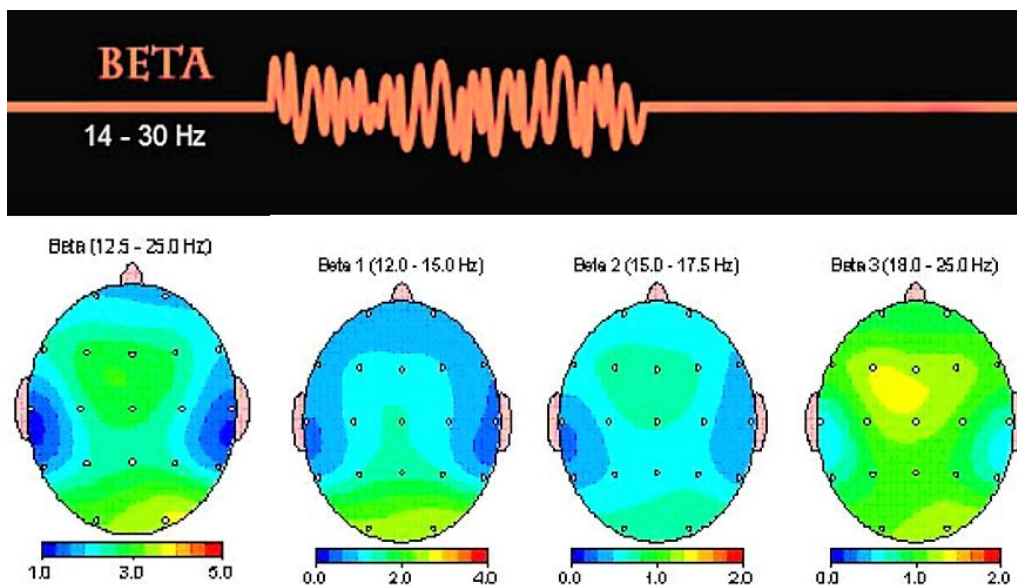 BETA
14 - 30 Hz
Beta (12.5 - 25.0 Hz)
Beta 1 (12.0 - 15.0 Hz)
Beta 2 (15.0 - 17.5 Hz)
Beta 3 (18.0 - 25.0 Hz)
1.0 3.0 5.0
0.0 2.0 4.0
0.0 1.0 2.0
0.0 1.0 2.0